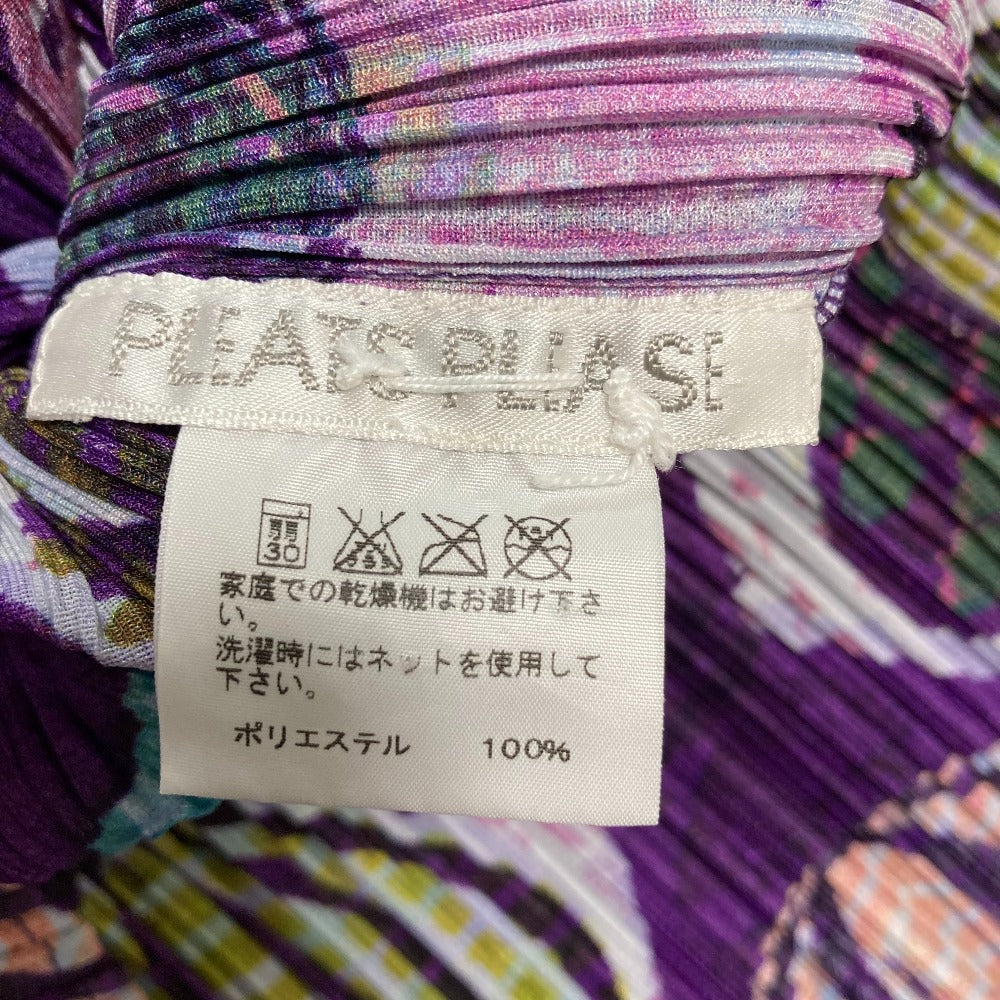 PLEATS PLEASE
弱
30
家庭での乾燥機はお避け下さ
い。
洗濯時にはネットを使用して
下さい。
ポリエステル 100%